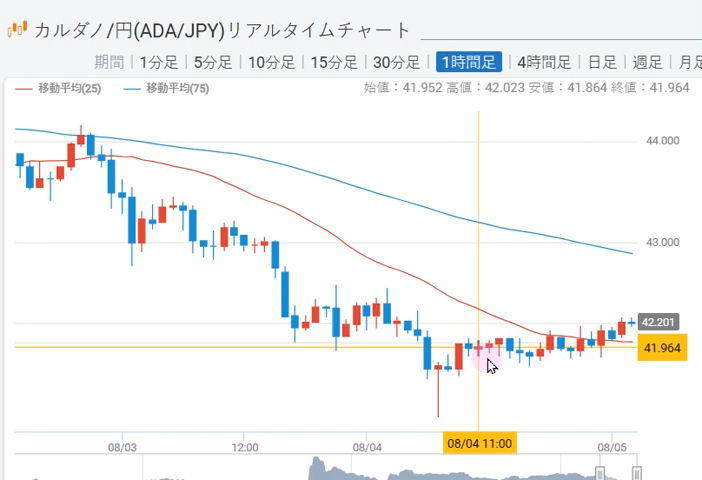 カルダノ/円(ADA/JPY)リアルタイムチャート
期間 | 1分足 | 5分足 | 10分足 | 15分足 | 30分足 | 1時間足 | 4時間足 | 日足 | 週足 | 月足
移動平均(25) 移動平均(75) 始値：41.952 高値：42.023 安値：41.864 終値：41.964
44.000
43.000
42.201
41.964
08/03 12:00 08/04 08/04 11:00 08/05